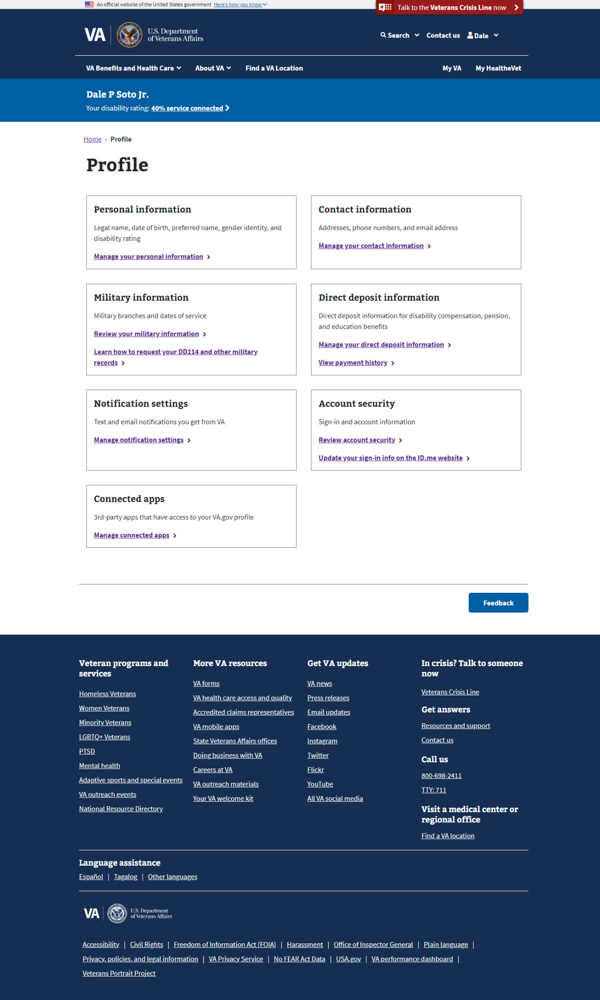 An official website of the United States government Here's how you know
Talk to the Veterans Crisis Line now
VA U.S. Department
of Veterans Affairs
Search Contact us Dale
VA Benefits and Health Care About VA Find a VA Location My VA My HealtheVet
Dale P Soto Jr.
Your disability rating: 40% service connected
Home › Profile
Profile
Personal information
Legal name, date of birth, preferred name, gender identity, and
disability rating
Manage your personal information
Contact information
Addresses, phone numbers, and email address
Manage your contact information
Military information
Military branches and dates of service
Review your military information
Learn how to request your DD214 and other military
records
Direct deposit information
Direct deposit information for disability compensation, pension,
and education benefits
Manage your direct deposit information
View payment history
Notification settings
Text and email notifications you get from VA
Manage notification settings
Account security
Sign-in and account information
Review account security
Update your sign-in info on the ID.me website
Connected apps
3rd-party apps that have access to your VA.gov profile
Manage connected apps
Feedback
Veteran programs and
services
Homeless Veterans
Women Veterans
Minority Veterans
LGBTQ+ Veterans
PTSD
Mental health
Adaptive sports and special events
VA outreach events
National Resource Directory
More VA resources
VA forms
VA health care access and quality
Accredited claims representatives
VA mobile apps
State Veterans Affairs offices
Doing business with VA
Careers at VA
VA outreach materials
Your VA welcome kit
Get VA updates
VA news
Press releases
Email updates
Facebook
Instagram
Twitter
Flickr
YouTube
All VA social media
In crisis? Talk to someone
now
Veterans Crisis Line
Get answers
Resources and support
Contact us
Call us
800-698-2411
TTY: 711
Visit a medical center or
regional office
Find a VA location
Language assistance
Español | Tagalog | Other languages
VA U.S. Department
of Veterans Affairs
Accessibility | Civil Rights | Freedom of Information Act (FOIA) | Harassment | Office of Inspector General | Plain language |
Privacy, policies, and legal information | VA Privacy Service | No FEAR Act Data | USA.gov | VA performance dashboard |
Veterans Portrait Project